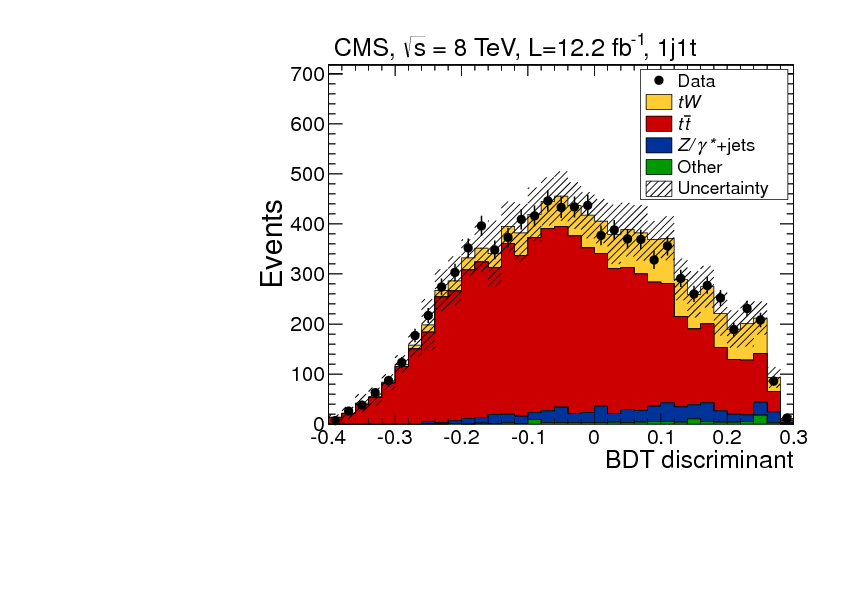 CMS, √s = 8 TeV, L=12.2 fb⁻¹, 1j1t
Events
700
600
500
400
300
200
100
0
Data
tW
tt̅
Z/γ*+jets
Other
Uncertainty
-0.4 -0.3 -0.2 -0.1 0 0.1 0.2 0.3
BDT discriminant